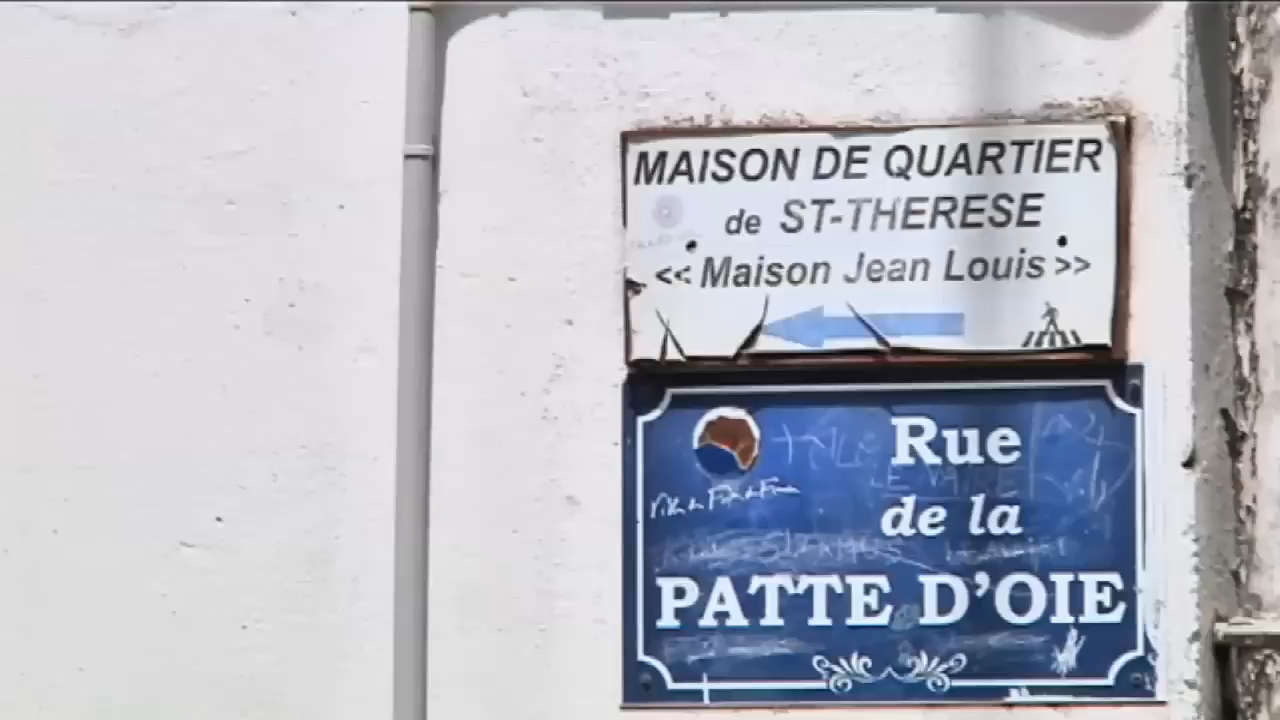 MAISON DE QUARTIER
de ST-THERESE
<< Maison Jean Louis >>
Rue
de la
PATTE D'OIE